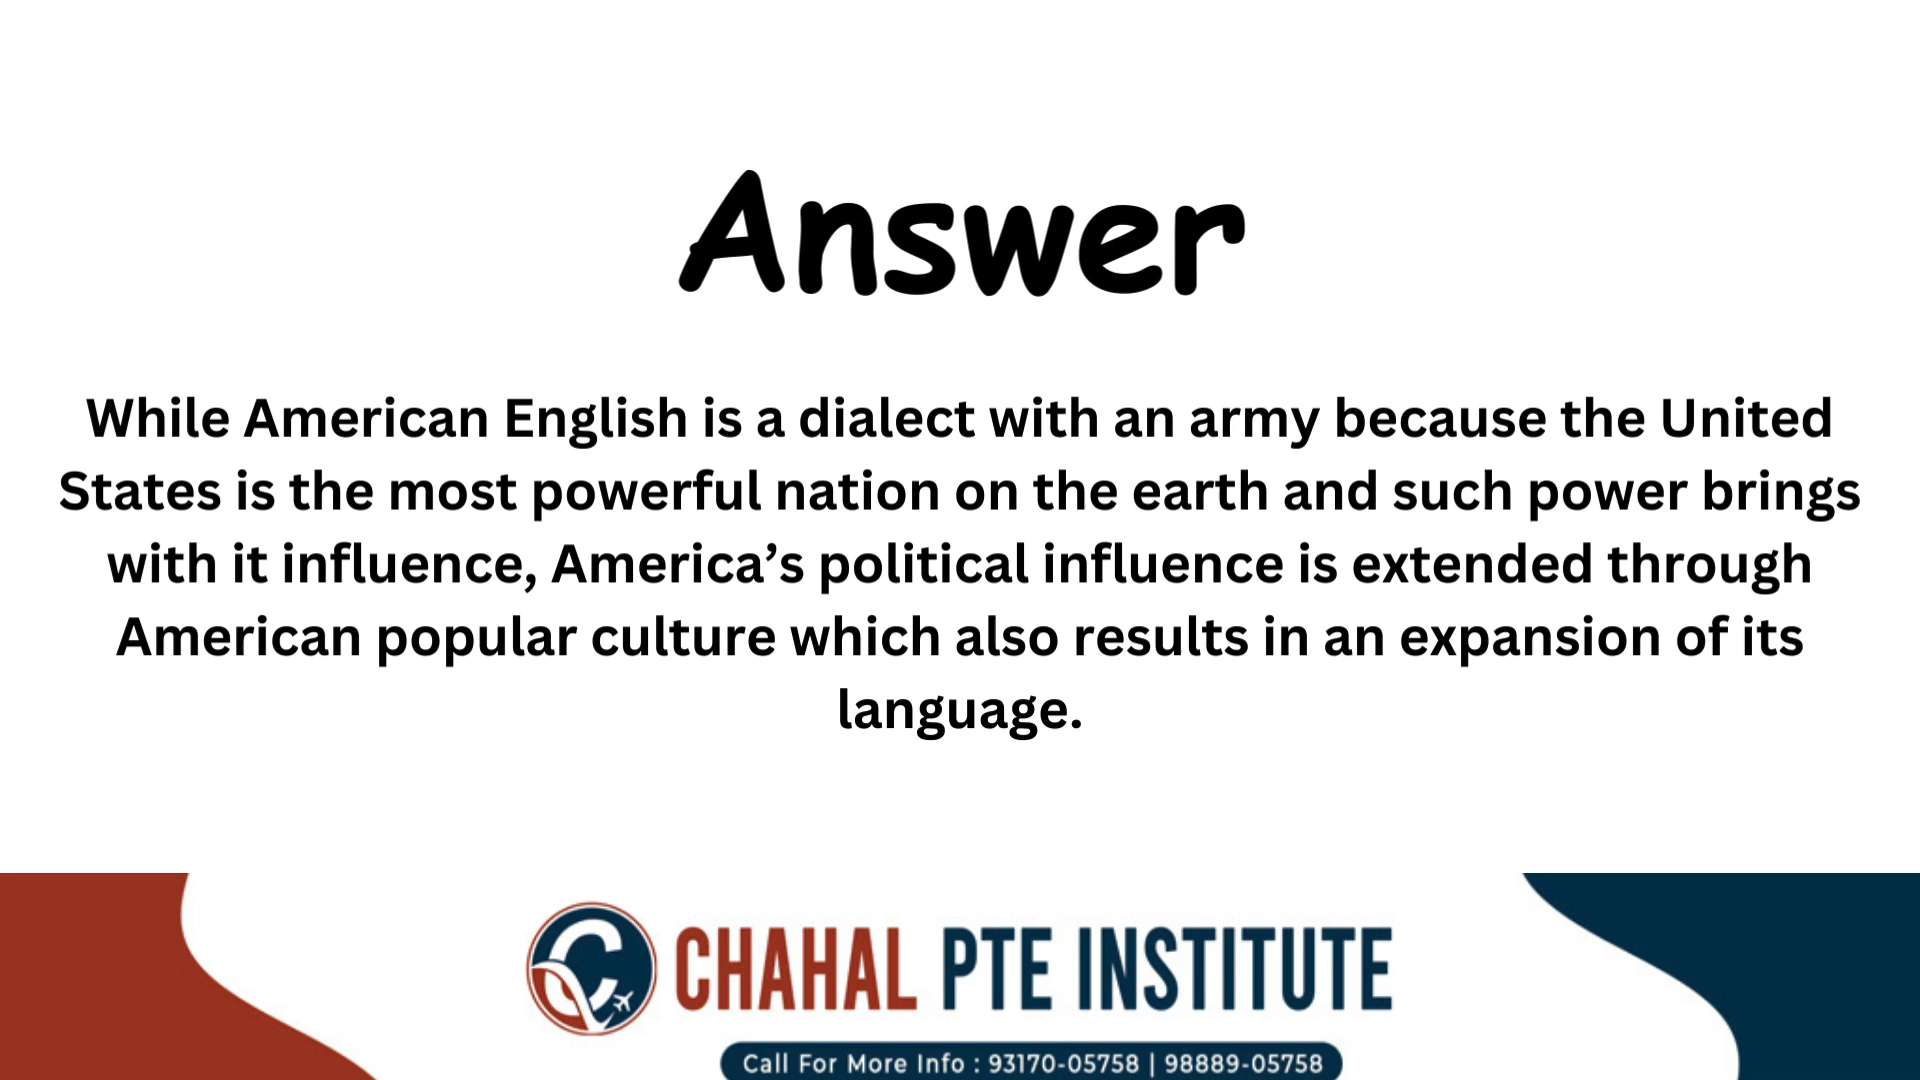 Answer
While American English is a dialect with an army because the United
States is the most powerful nation on the earth and such power brings
with it influence, America’s political influence is extended through
American popular culture which also results in an expansion of its
language.
CHAHAL PTE INSTITUTE
Call For More Info : 93170-05758 | 98889-05758